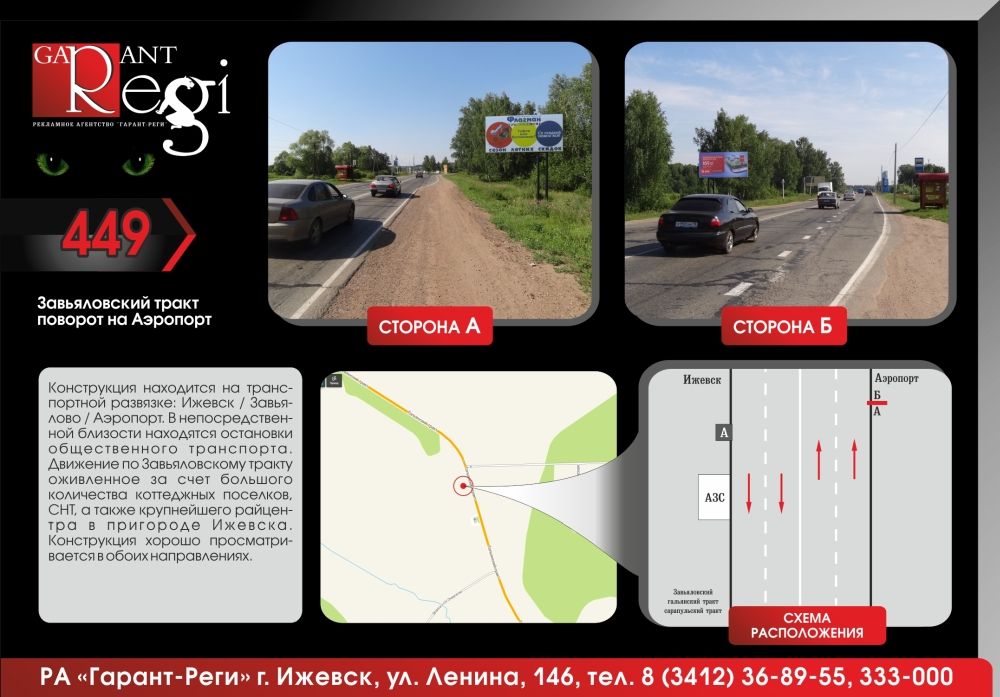 GARANT
Regi
РЕКЛАМНОЕ АГЕНТСТВО "ГАРАНТ-РЕГИ"
449
Завьяловский тракт
поворот на Аэропорт
Флагман
сезон летних скидок
СТОРОНА А
СТОРОНА Б
Конструкция находится на транс-
портной развязке: Ижевск / Завья-
лово / Аэропорт. В непосредствен-
ной близости находятся остановки
общественного транспорта.
Движение по Завьяловскому тракту
оживленное за счет большого
количества коттеджных поселков,
СНТ, а также крупнейшего райцен-
тра в пригороде Ижевска.
Конструкция хорошо просматри-
вается в обоих направлениях.
Ижевск
Аэропорт
Б
А
А
АЗС
Завьяловский
гальянский тракт
сарапульский тракт
СХЕМА
РАСПОЛОЖЕНИЯ
РА «Гарант-Реги» г. Ижевск, ул. Ленина, 146, тел. 8 (3412) 36-89-55, 333-000